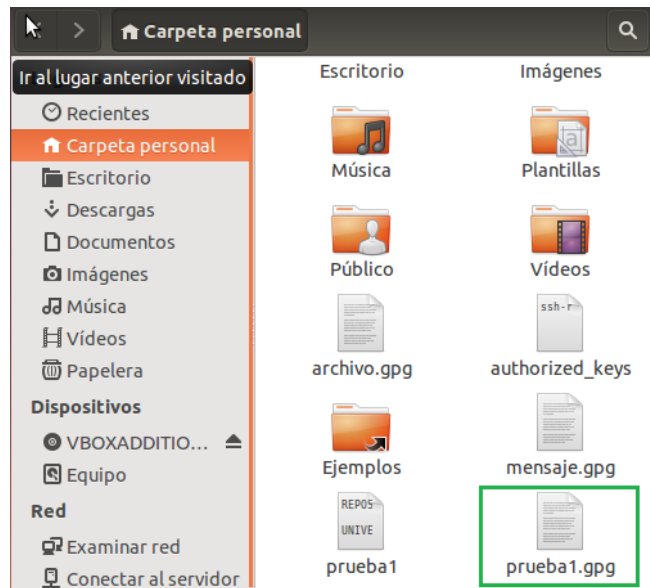 Carpeta personal
Ir al lugar anterior visitado
Recientes
Carpeta personal
Escritorio
Descargas
Documentos
Imágenes
Música
Vídeos
Papelera
Dispositivos
VBOXADDITIO...
Equipo
Red
Examinar red
Conectar al servidor
Escritorio Imágenes
Música Plantillas
Público Vídeos
ssh-r
archivo.gpg authorized_keys
Ejemplos mensaje.gpg
REPOS
UNIVE
prueba1 prueba1.gpg